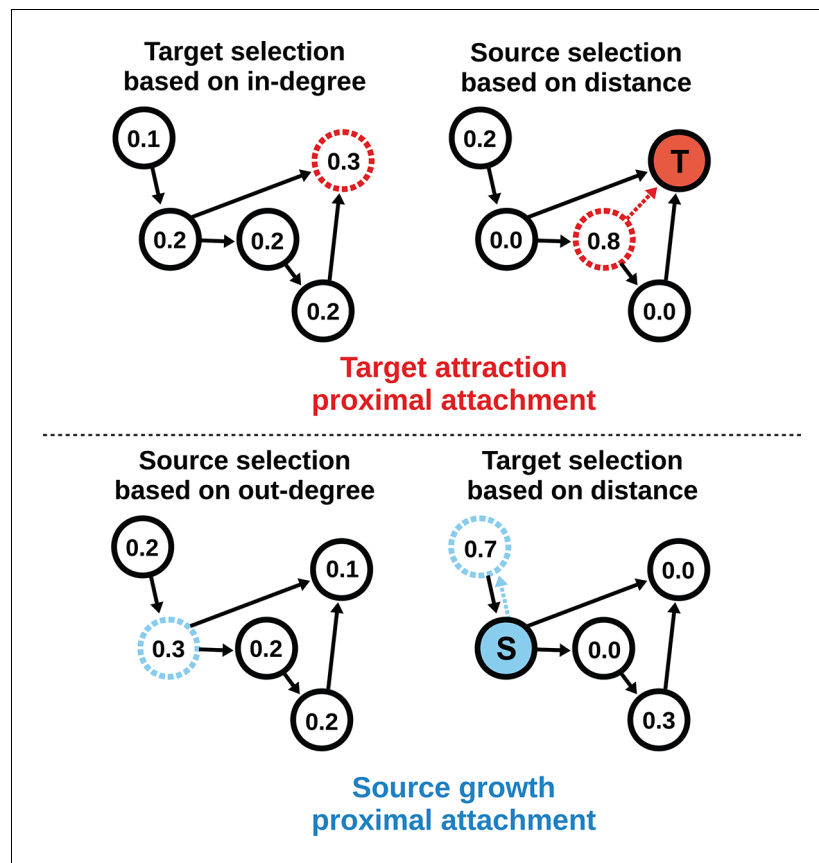 Target selection
based on in-degree
0.1
0.3
0.2
0.2
0.2
Source selection
based on distance
0.2
T
0.0
0.8
0.0
Target attraction
proximal attachment
Source selection
based on out-degree
0.2
0.1
0.3
0.2
0.2
Target selection
based on distance
0.7
0.0
S
0.0
0.3
Source growth
proximal attachment